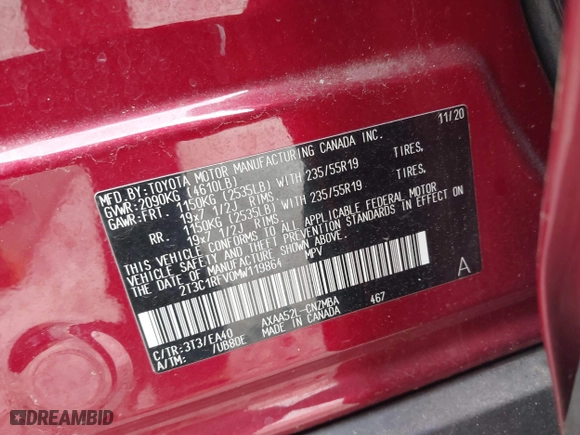 MFD.BY:TOYOTA MOTOR MANUFACTURING CANADA INC. 11/20
GVWR:2090KG (4610LB)
GAWR:FRT. 1150KG (2535LB) WITH 235/55R19 TIRES,
19x7 1/2J RIMS
RR. 1150KG (2535LB) WITH 235/55R19 TIRES,
19x7 1/2J RIMS
THIS VEHICLE CONFORMS TO ALL APPLICABLE FEDERAL MOTOR
VEHICLE SAFETY AND THEFT PREVENTION STANDARDS IN EFFECT ON
THE DATE OF MANUFACTURE SHOWN ABOVE.
2T3C1RFV0MW119864 MPV
A
C/TR:3T3/EA40 AXAA52L-CNZMBA 467
A/TM: /UB80E MADE IN CANADA
DREAMBID